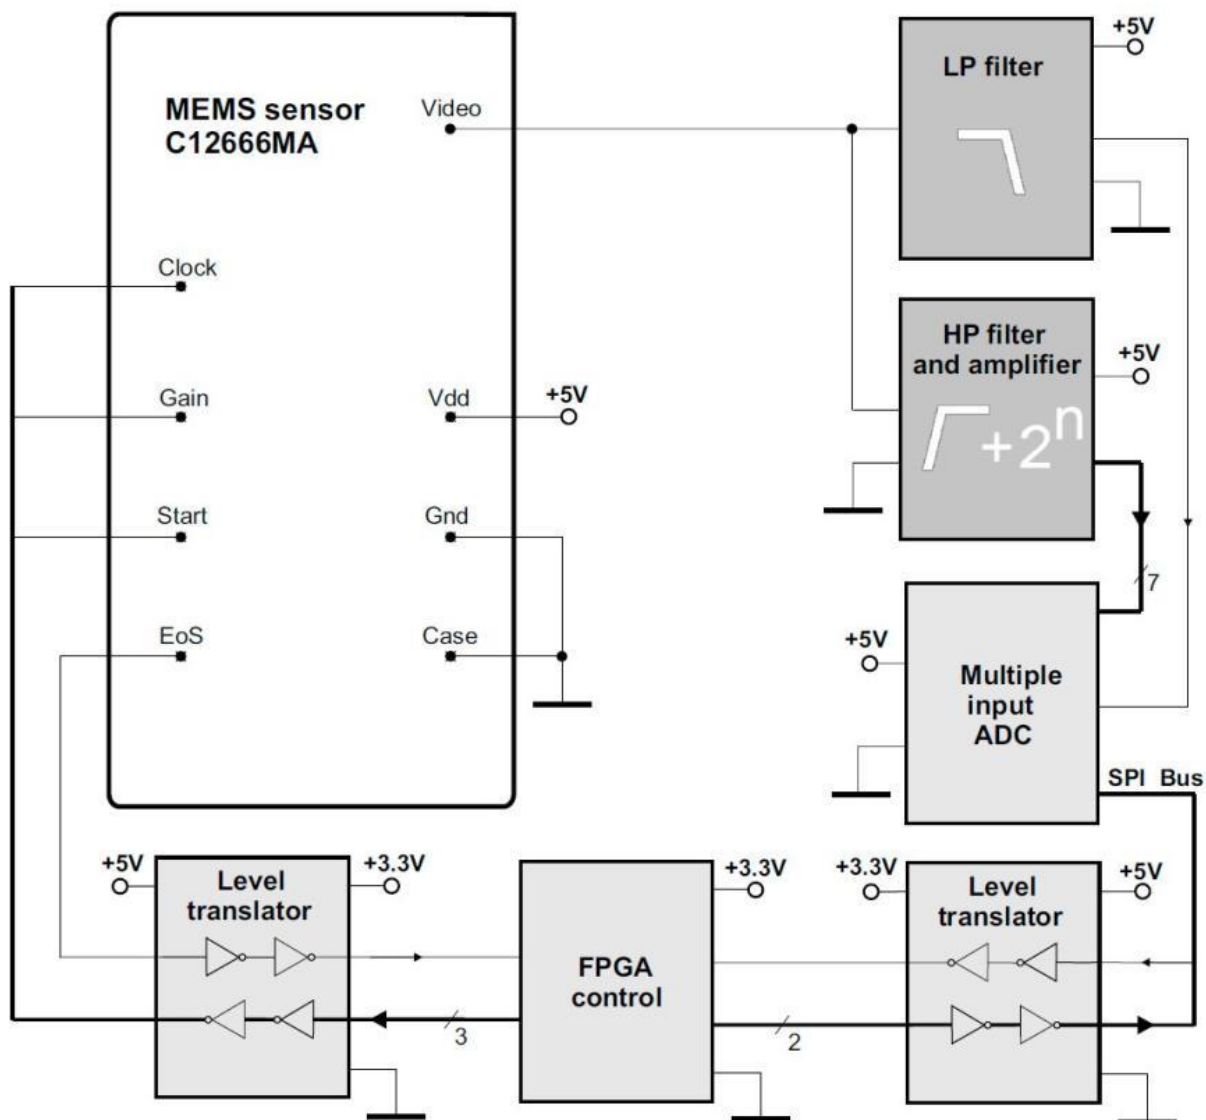 MEMS sensor
C12666MA
Video
Clock
Gain
Start
EoS
Vdd
+5V
Gnd
Case
LP filter
+5V
HP filter
and amplifier
+2ⁿ
+5V
7
+5V
Multiple
input
ADC
SPI Bus
+5V
+3.3V
Level
translator
3
FPGA
control
+3.3V
2
+3.3V
+5V
Level
translator